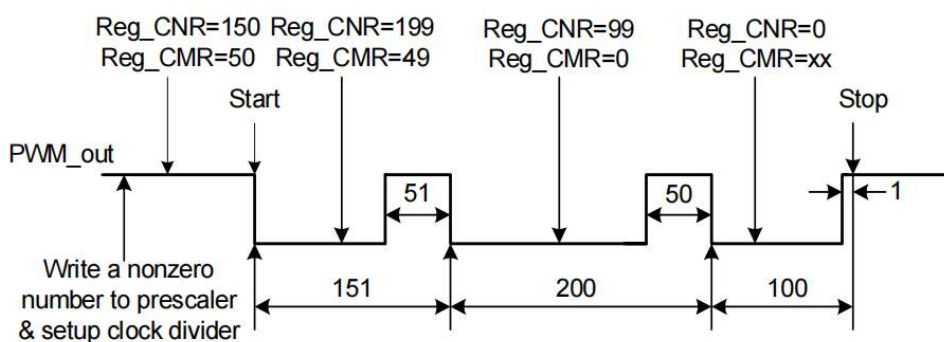 Reg_CNR=150
Reg_CMR=50
Reg_CNR=199
Reg_CMR=49
Reg_CNR=99
Reg_CMR=0
Reg_CNR=0
Reg_CMR=xx
Start
Stop
PWM_out
51
50
1
Write a nonzero
number to prescaler
& setup clock divider
151
200
100